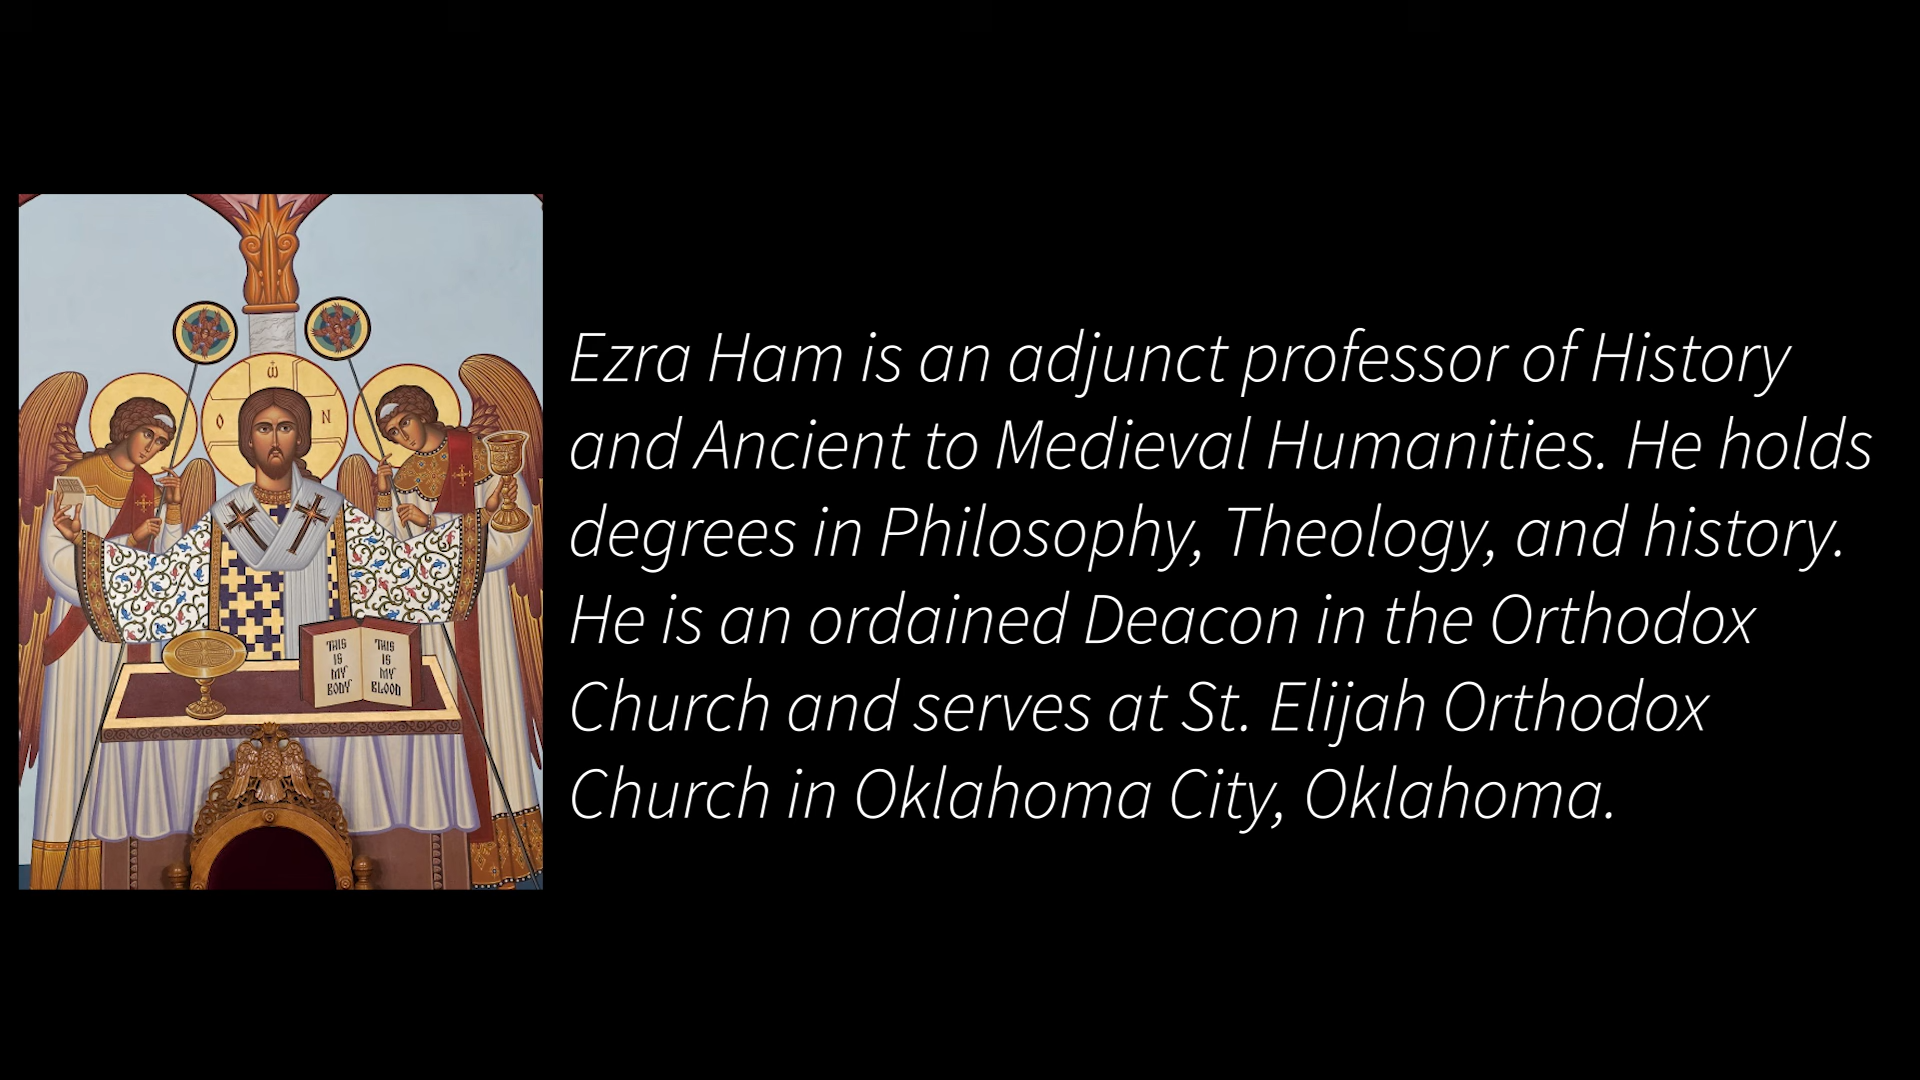 ὤ
Ο
Ν
THIS
IS
MY
BODY
THIS
IS
MY
BLOOD
Ezra Ham is an adjunct professor of History
and Ancient to Medieval Humanities. He holds
degrees in Philosophy, Theology, and history.
He is an ordained Deacon in the Orthodox
Church and serves at St. Elijah Orthodox
Church in Oklahoma City, Oklahoma.